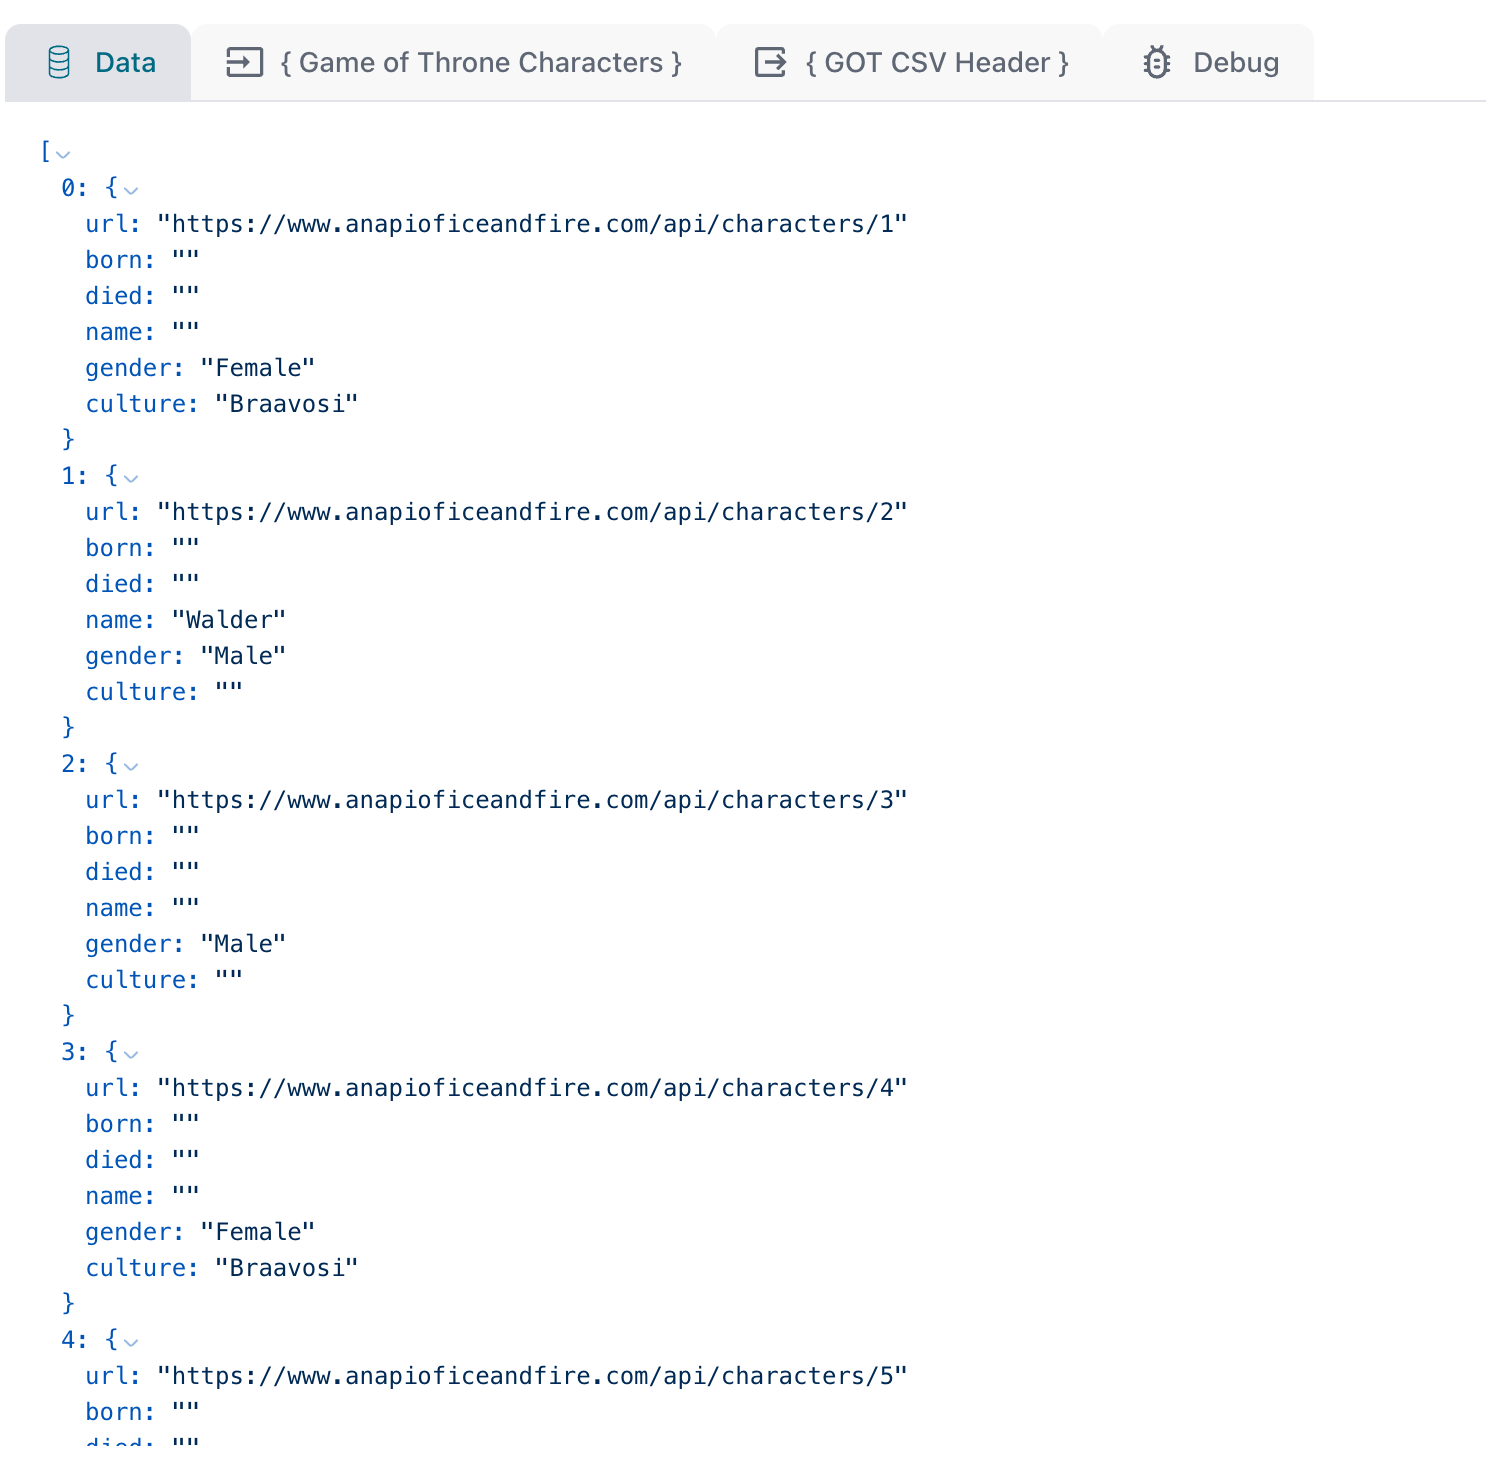 Data { Game of Throne Characters } { GOT CSV Header } Debug
[
0: {
url: "https://www.anapioficeandfire.com/api/characters/1"
born: ""
died: ""
name: ""
gender: "Female"
culture: "Braavosi"
}
1: {
url: "https://www.anapioficeandfire.com/api/characters/2"
born: ""
died: ""
name: "Walder"
gender: "Male"
culture: ""
}
2: {
url: "https://www.anapioficeandfire.com/api/characters/3"
born: ""
died: ""
name: ""
gender: "Male"
culture: ""
}
3: {
url: "https://www.anapioficeandfire.com/api/characters/4"
born: ""
died: ""
name: ""
gender: "Female"
culture: "Braavosi"
}
4: {
url: "https://www.anapioficeandfire.com/api/characters/5"
born: ""
died: ""